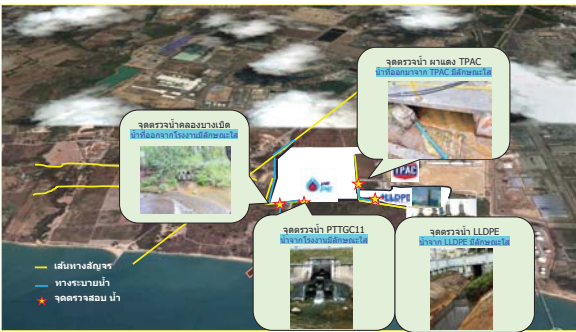 จุดตรวจน้ำ ผาแดง TPAC
น้ำที่ออกมาจาก TPAC มีลักษณะใส
จุดตรวจน้ำคลองบางเบิด
น้ำที่ออกจากโรงงานมีลักษณะใส
TPAC
LLDPE
จุดตรวจน้ำ PTTGC11
น้ำจากโรงงานมีลักษณะใส
จุดตรวจน้ำ LLDPE
น้ำจาก LLDPE มีลักษณะใส
เส้นทางสัญจร
ทางระบายน้ำ
จุดตรวจสอบ น้ำ